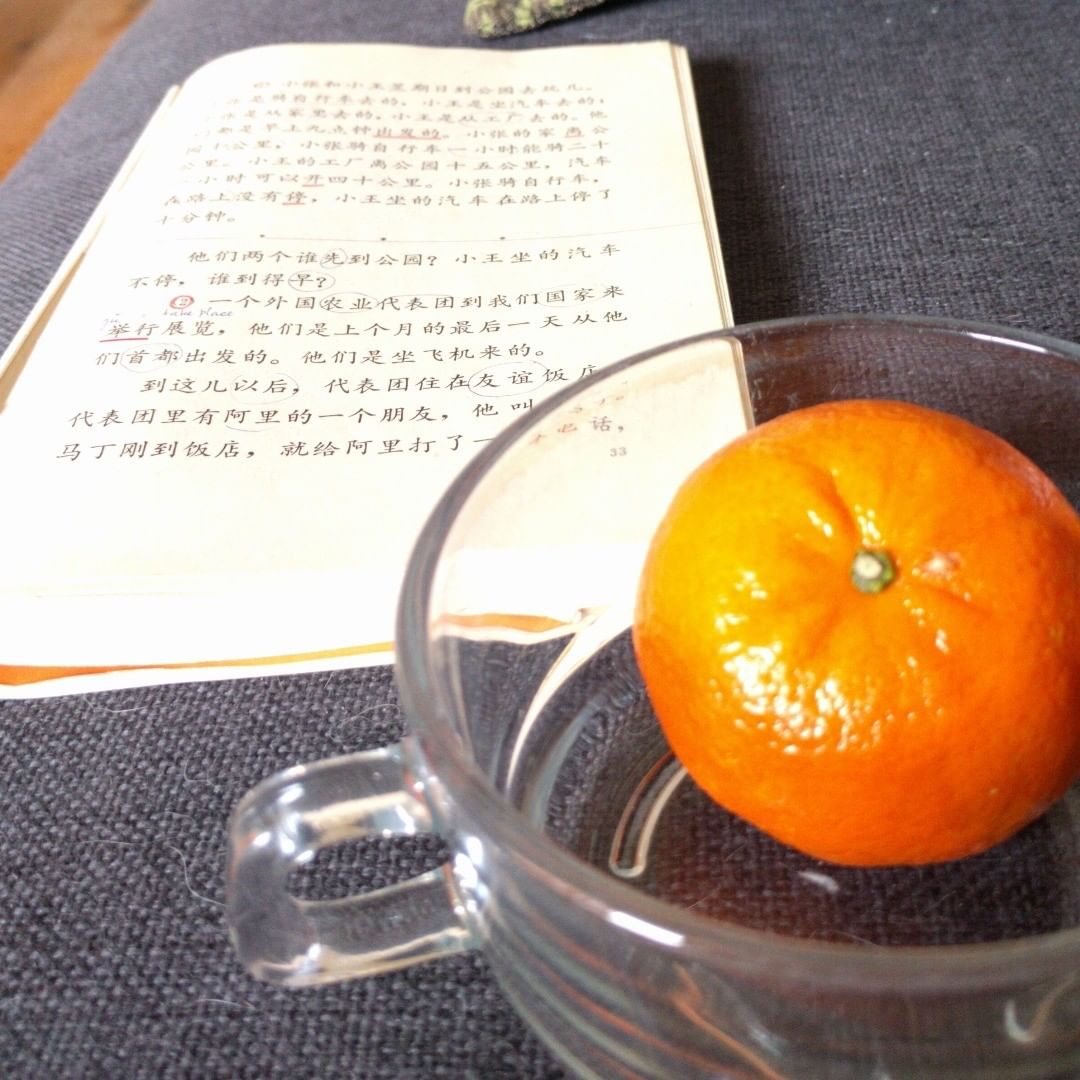 小张和小王星期日到公园去玩儿。
是骑自行车去的，小王是坐汽车去的；
是从家里去的，小王是从工厂去的。他
们都是早上九点钟出发的。小张的家离公
园十公里，小张骑自行车一小时能骑二十
公里。小王的工厂离公园十五公里，汽车
一小时可以开四十公里。小张骑自行车，
在路上没有停，小王坐的汽车在路上停了
十分钟。
他们两个谁先到公园？小王坐的汽车
不停，谁到得早？
② 一个外国农业代表团到我们国家来
jǔ take place
举行展览，他们是上个月的最后一天从他
们首都出发的。他们是坐飞机来的。
到这儿以后，代表团住在友谊饭店
代表团里有阿里的一个朋友，他叫
马丁刚到饭店，就给阿里打了一个电话，
33